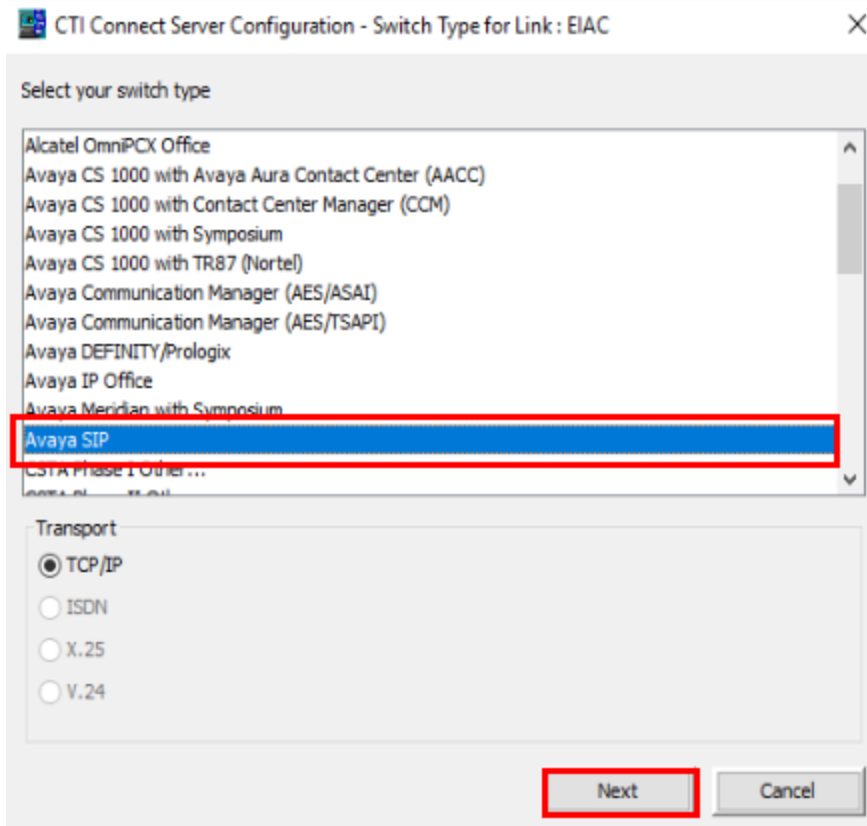 CTI Connect Server Configuration - Switch Type for Link : EIAC
Select your switch type
Alcatel OmniPCX Office
Avaya CS 1000 with Avaya Aura Contact Center (AACC)
Avaya CS 1000 with Contact Center Manager (CCM)
Avaya CS 1000 with Symposium
Avaya CS 1000 with TR87 (Nortel)
Avaya Communication Manager (AES/ASAI)
Avaya Communication Manager (AES/TSAPI)
Avaya DEFINITY/Prologix
Avaya IP Office
Avaya Meridian with Symposium
Avaya SIP
CSTA Phase I Other...
Transport
TCP/IP
ISDN
X.25
V.24
Next Cancel